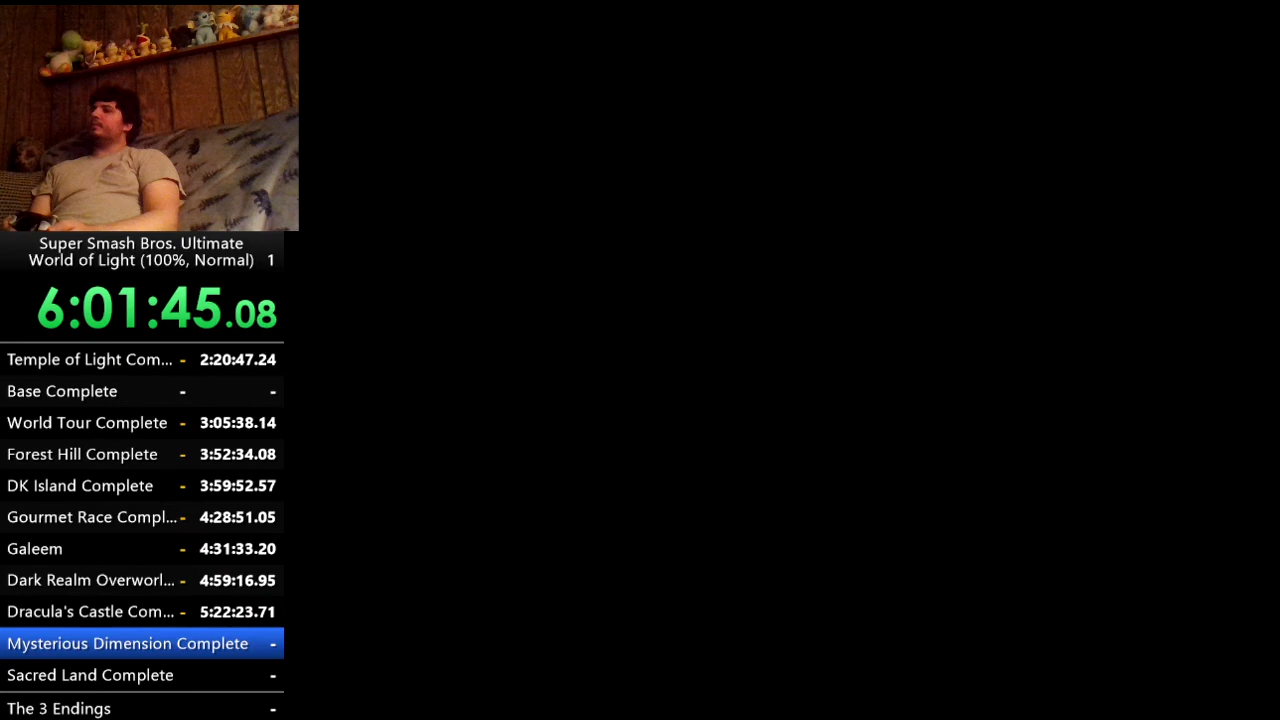 Super Smash Bros. Ultimate
World of Light (100%, Normal) 1
6:01:45.08
Temple of Light Com... - 2:20:47.24
Base Complete - -
World Tour Complete - 3:05:38.14
Forest Hill Complete - 3:52:34.08
DK Island Complete - 3:59:52.57
Gourmet Race Compl... - 4:28:51.05
Galeem - 4:31:33.20
Dark Realm Overworl... - 4:59:16.95
Dracula's Castle Com... - 5:22:23.71
Mysterious Dimension Complete -
Sacred Land Complete -
The 3 Endings -